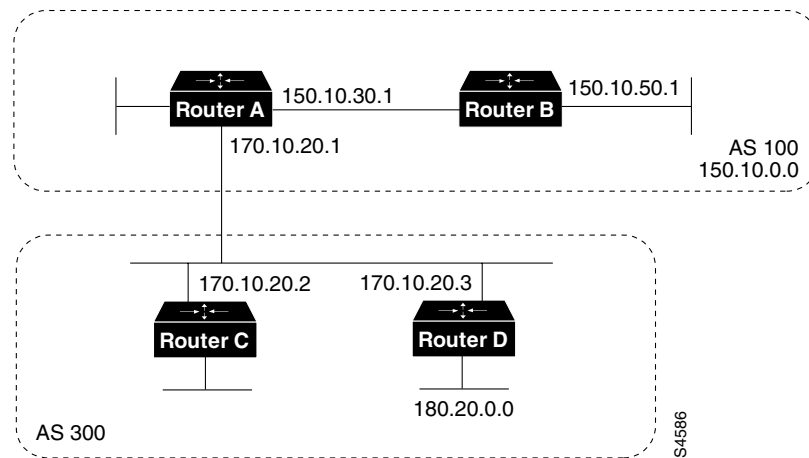 Router A
150.10.30.1
Router B
150.10.50.1
170.10.20.1
AS 100
150.10.0.0
170.10.20.2
170.10.20.3
Router C
Router D
180.20.0.0
AS 300
S4586